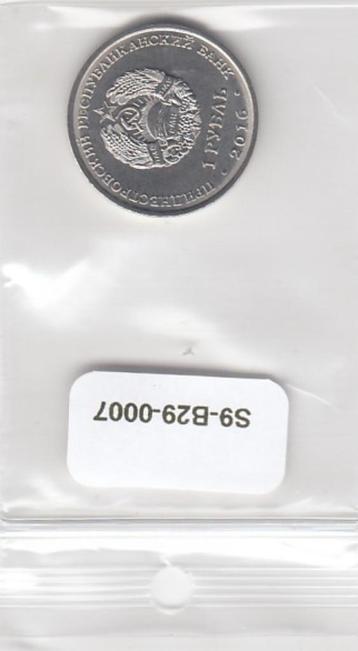 ПРИДНЕСТРОВСКИЙ РЕСПУБЛИКАНСКИЙ БАНК
1 РУБЛЬ
2016
S9-B29-0007